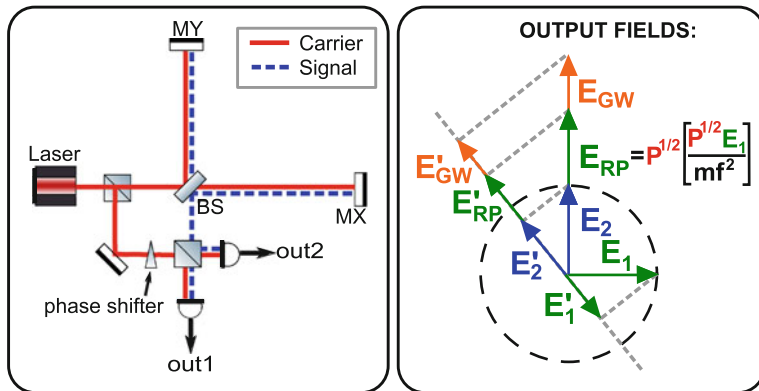 MY
Carrier
Signal
Laser
BS
MX
out2
phase shifter
out1
OUTPUT FIELDS:
E_GW
E'_GW
E_RP=P^{1/2}[P^{1/2}E_1/mf^2]
E'_RP
E_2
E'_2
E_1
E'_1